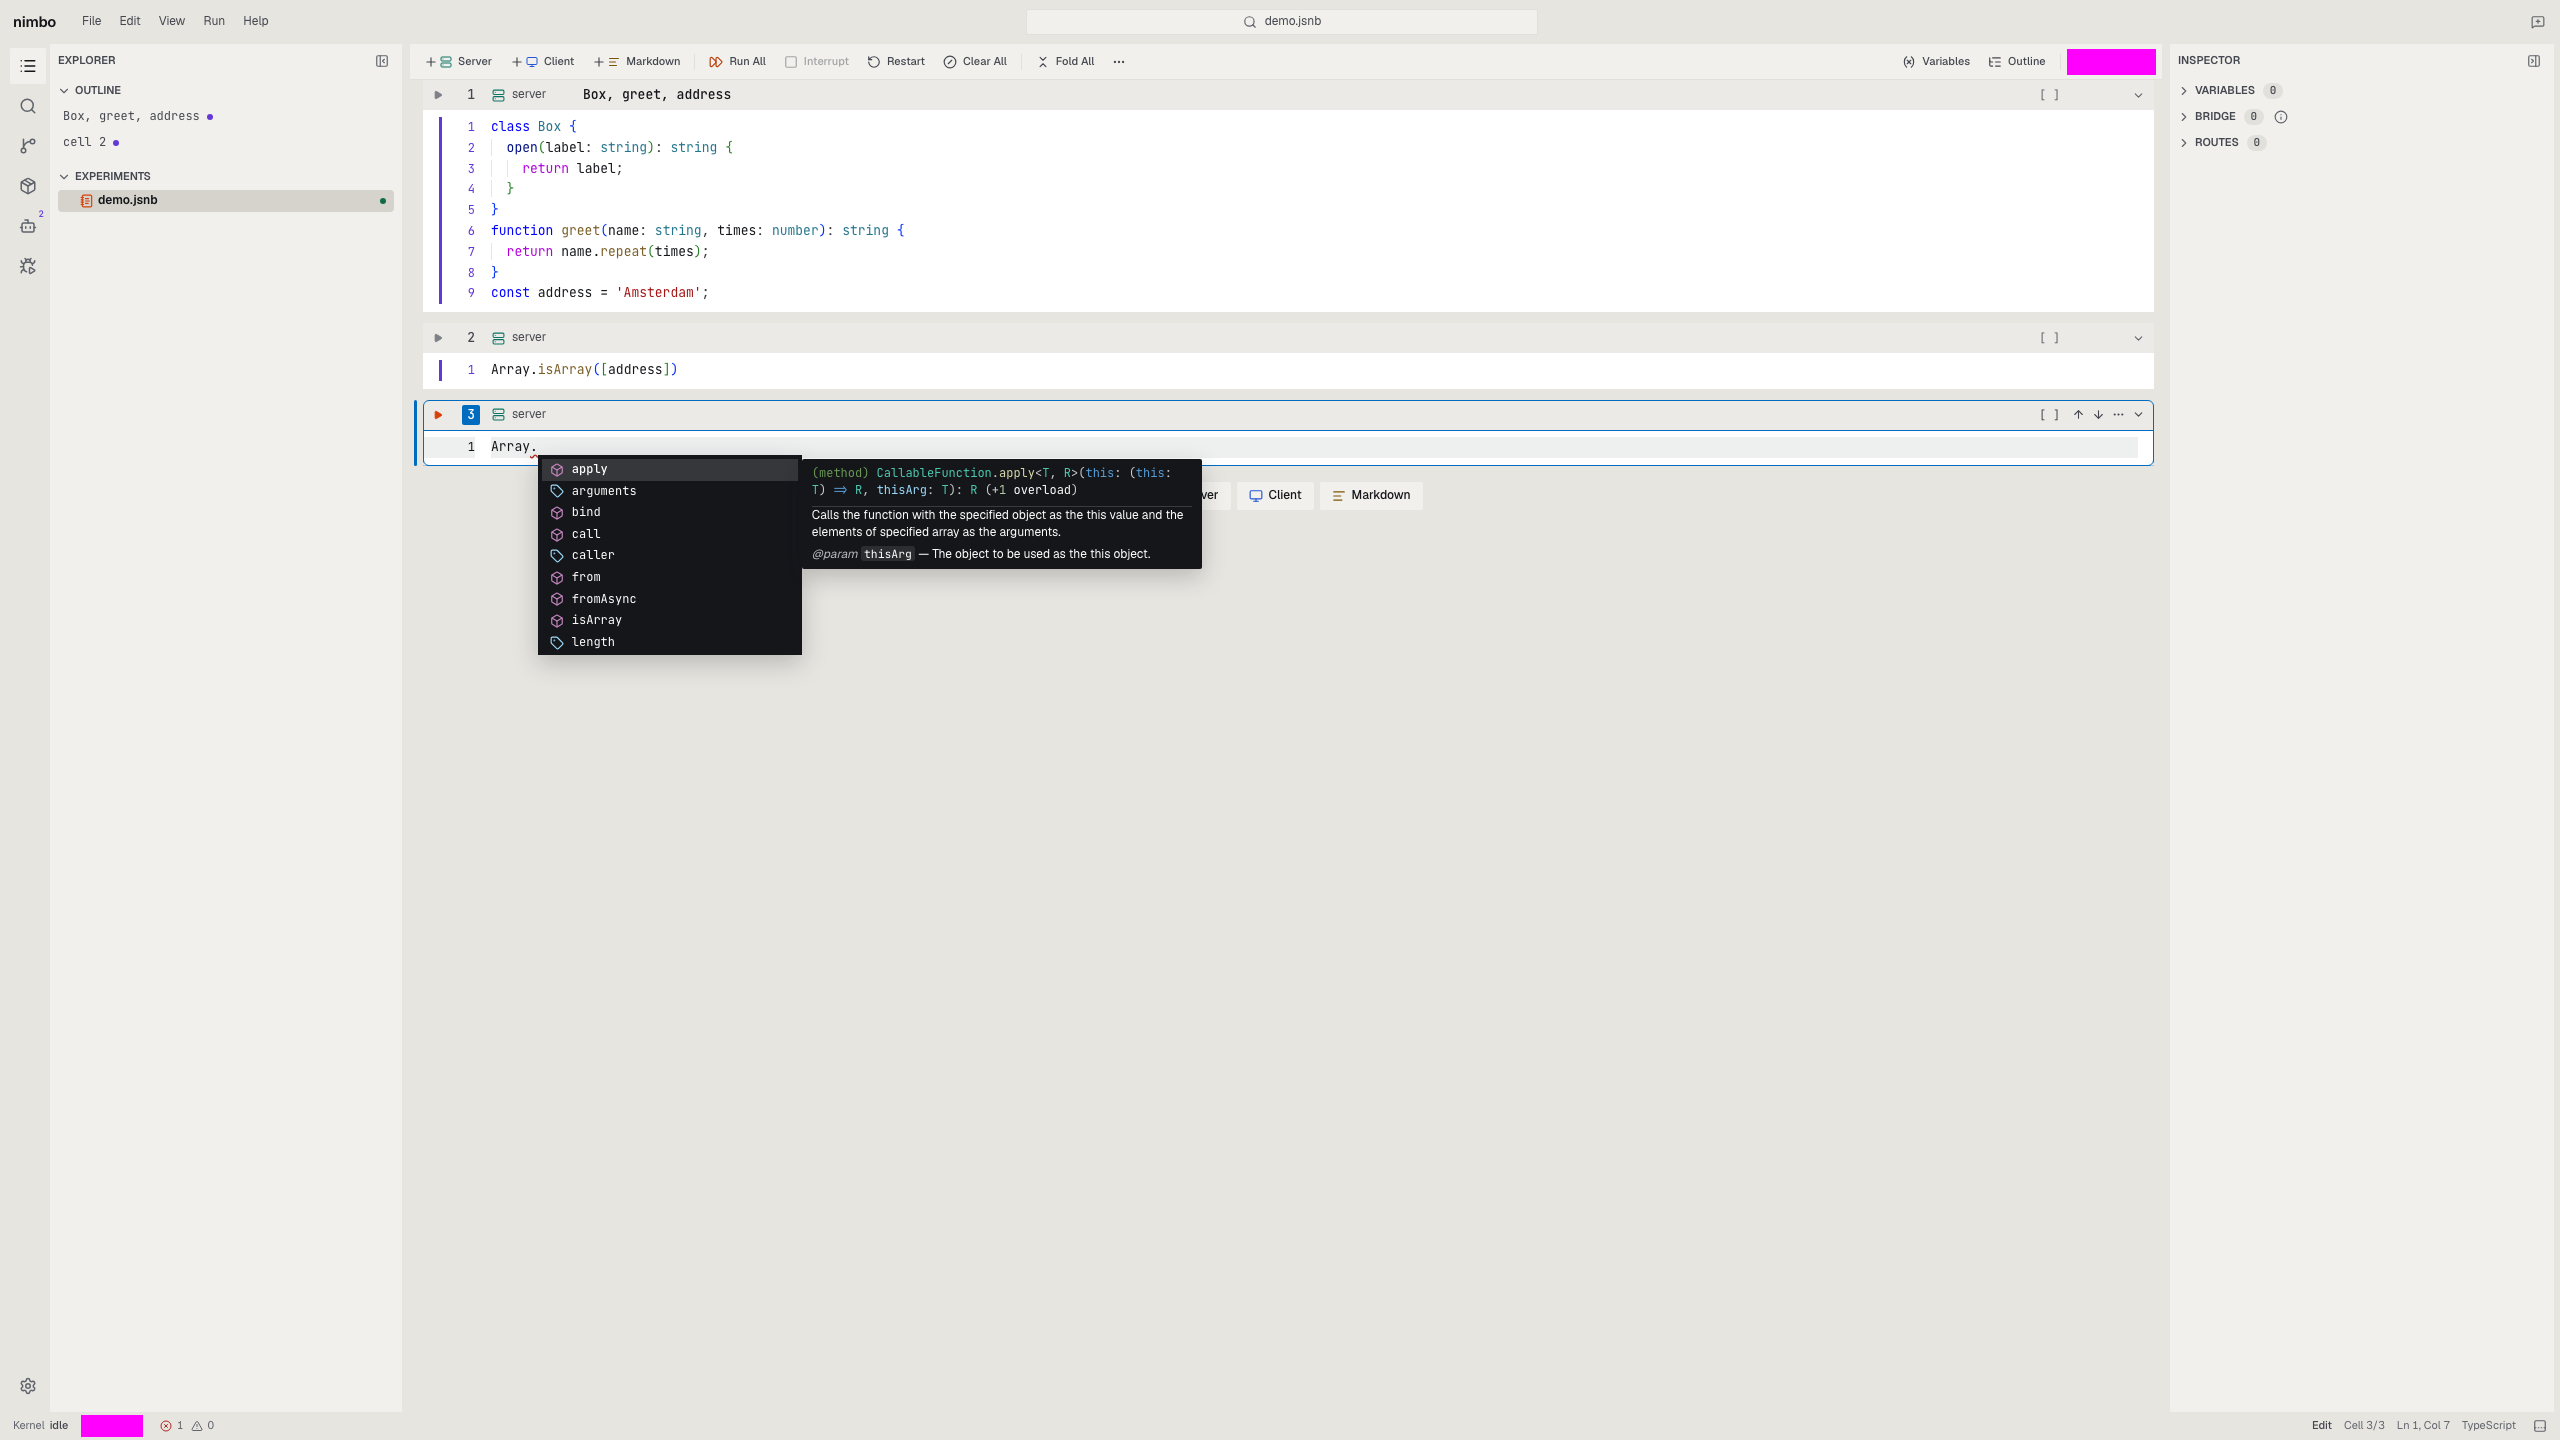 nimbo File Edit View Run Help
demo.jsnb
EXPLORER
OUTLINE
Box, greet, address
cell 2
EXPERIMENTS
demo.jsnb
2
Server Client Markdown Run All Interrupt Restart Clear All Fold All
Variables Outline
1 server Box, greet, address [ ]
1 class Box {
2 open(label: string): string {
3 return label;
4 }
5 }
6 function greet(name: string, times: number): string {
7 return name.repeat(times);
8 }
9 const address = 'Amsterdam';
2 server [ ]
1 Array.isArray([address])
3 server [ ]
1 Array.
apply
arguments
bind
call
caller
from
fromAsync
isArray
length
(method) CallableFunction.apply<T, R>(this: (this:
T) => R, thisArg: T): R (+1 overload)
Calls the function with the specified object as the this value and the
elements of specified array as the arguments.
@param thisArg — The object to be used as the this object.
ver Client Markdown
INSPECTOR
VARIABLES 0
BRIDGE 0
ROUTES 0
Kernel idle 1 0
Edit Cell 3/3 Ln 1, Col 7 TypeScript